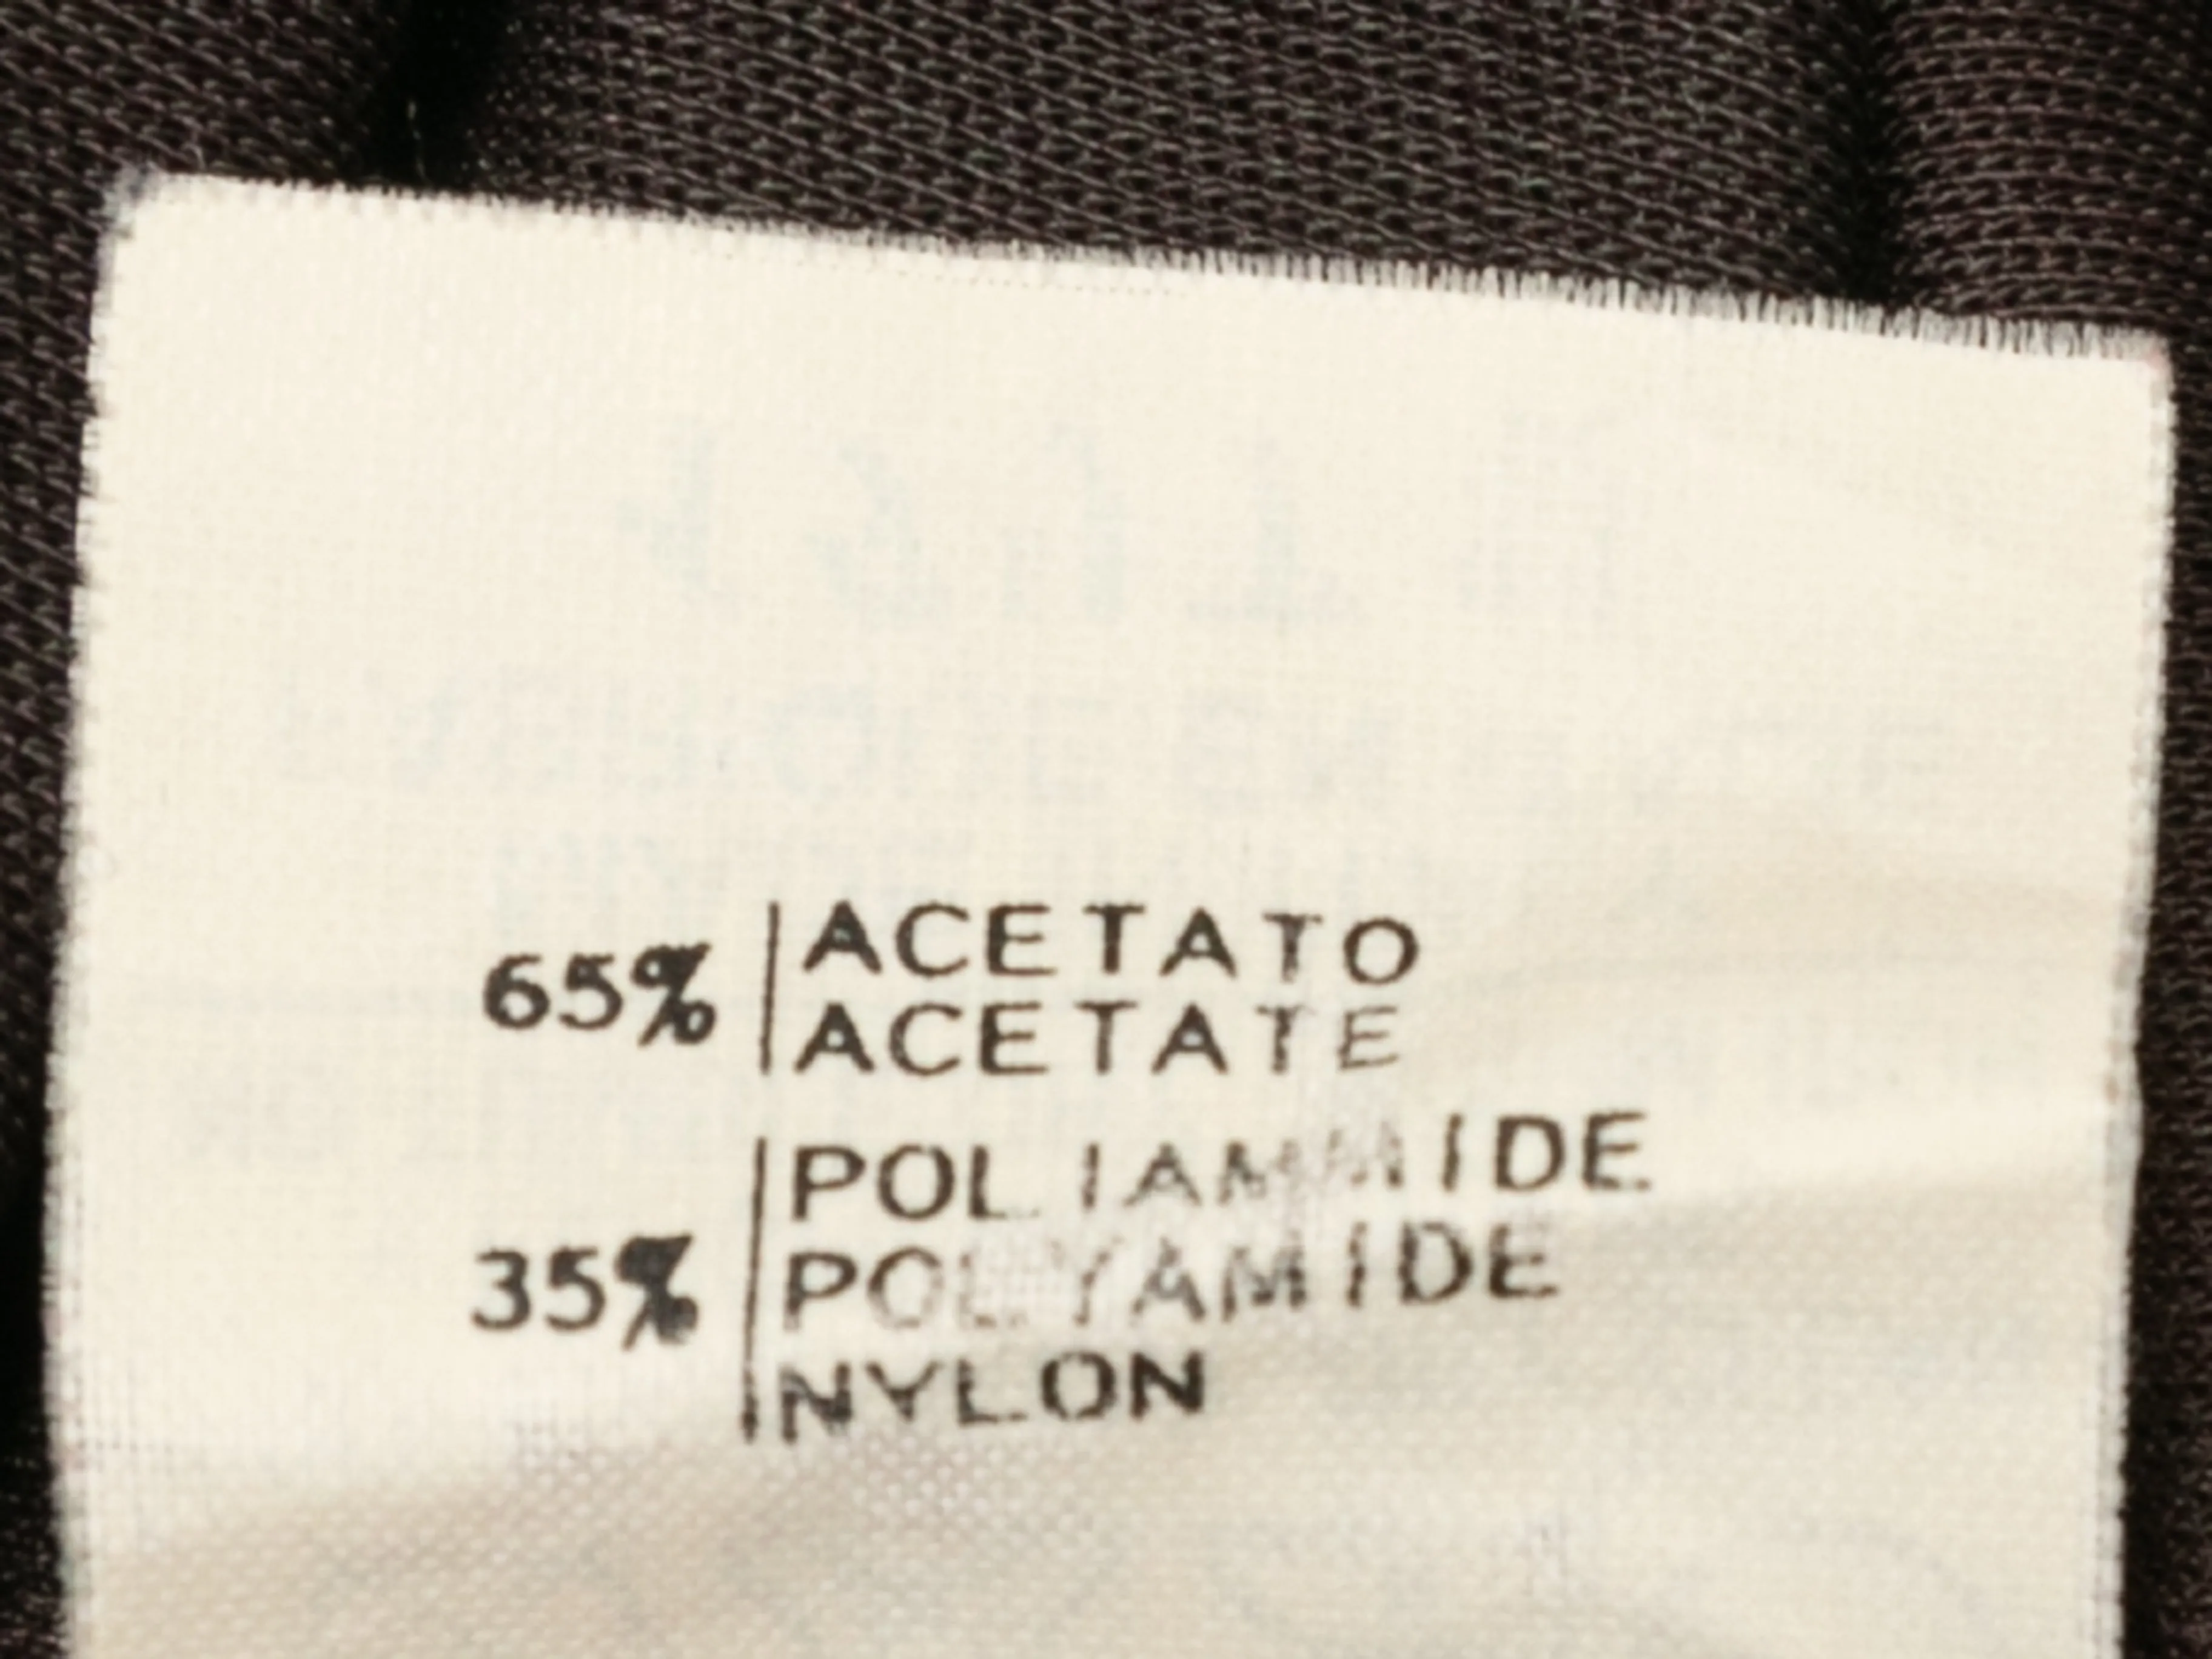 65% ACETATO
ACETATE
POLIAMMIDE
35% POLYAMIDE
NYLON